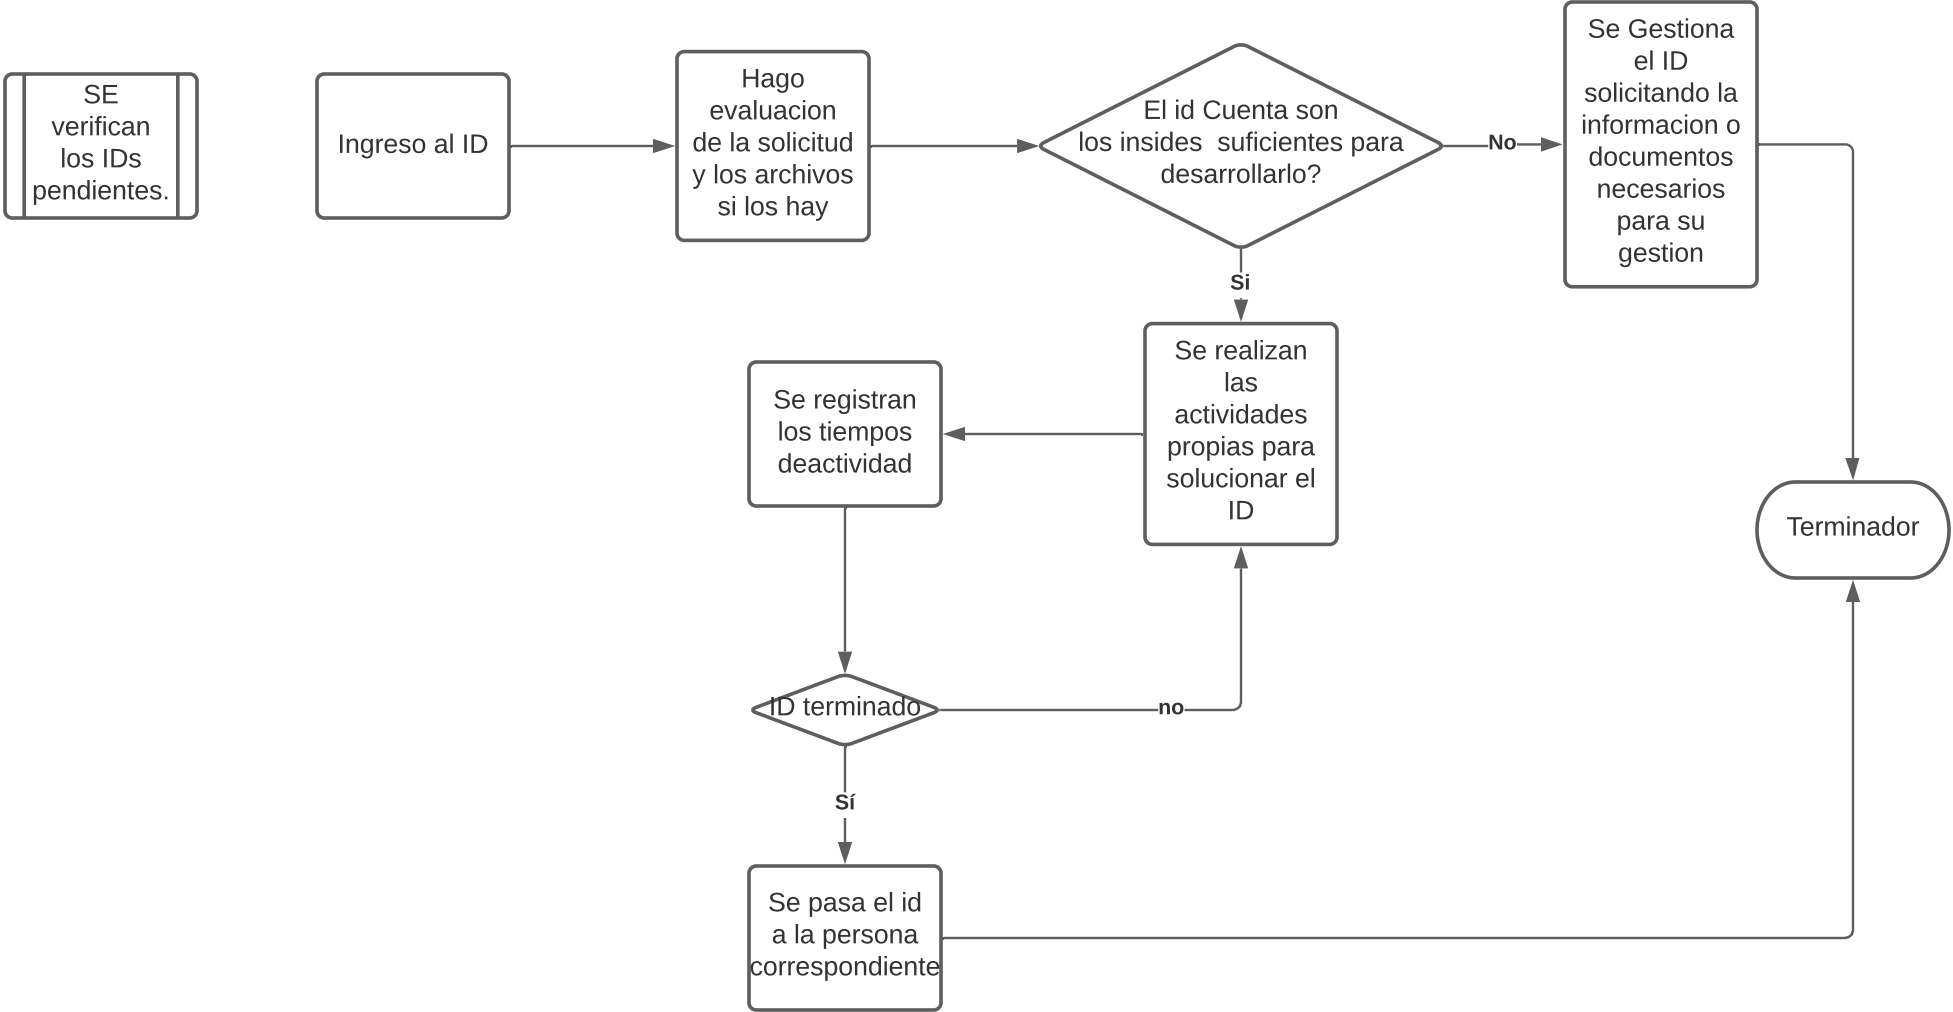 SE
verifican
los IDs
pendientes.
Ingreso al ID
Hago
evaluacion
de la solicitud
y los archivos
si los hay
El id Cuenta son
los insides  suficientes para
desarrollarlo?
No
Se Gestiona
el ID
solicitando la
informacion o
documentos
necesarios
para su
gestion
Si
Se realizan
las
actividades
propias para
solucionar el
ID
Se registran
los tiempos
deactividad
Terminador
ID terminado
no
Sí
Se pasa el id
a la persona
correspondiente